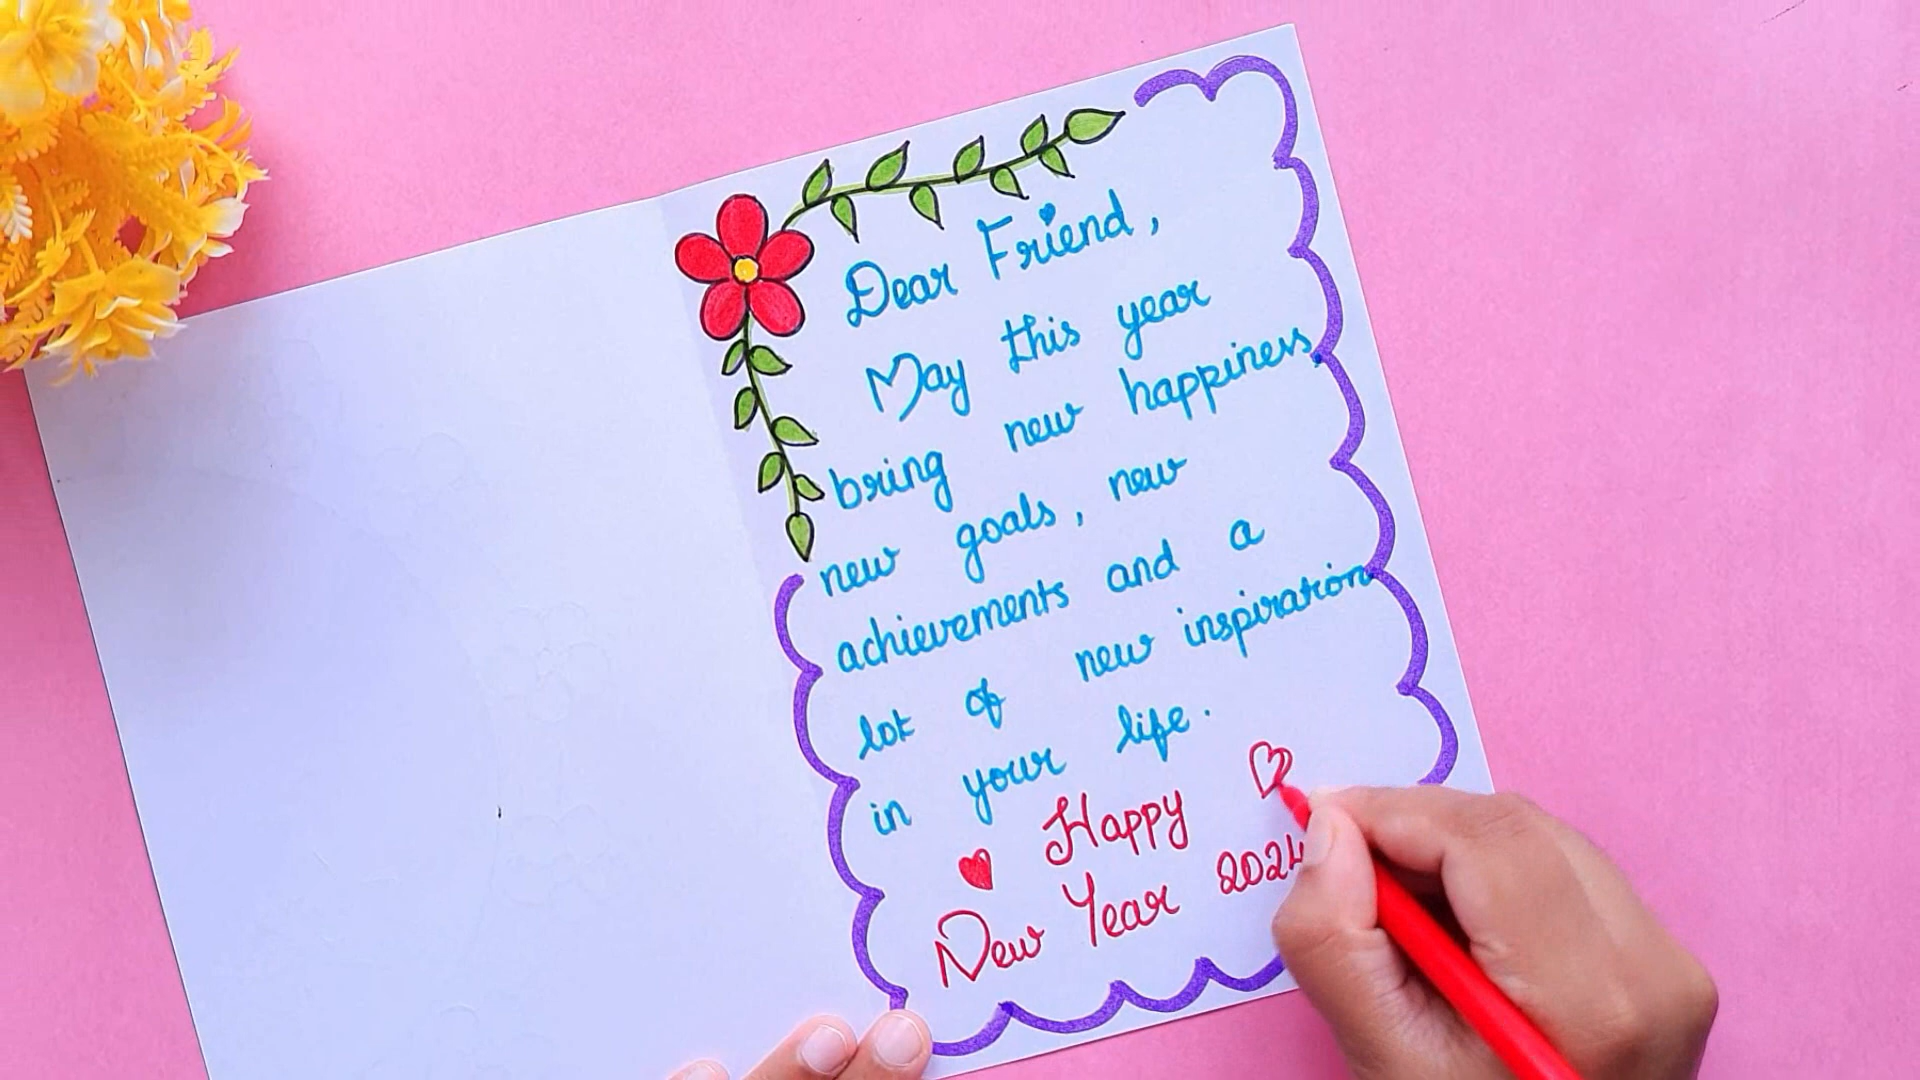 Dear Friend,
May this year
bring new happiness,
new goals, new
achievements and a
lot of new inspiration
in your life.
Happy
New Year 2024